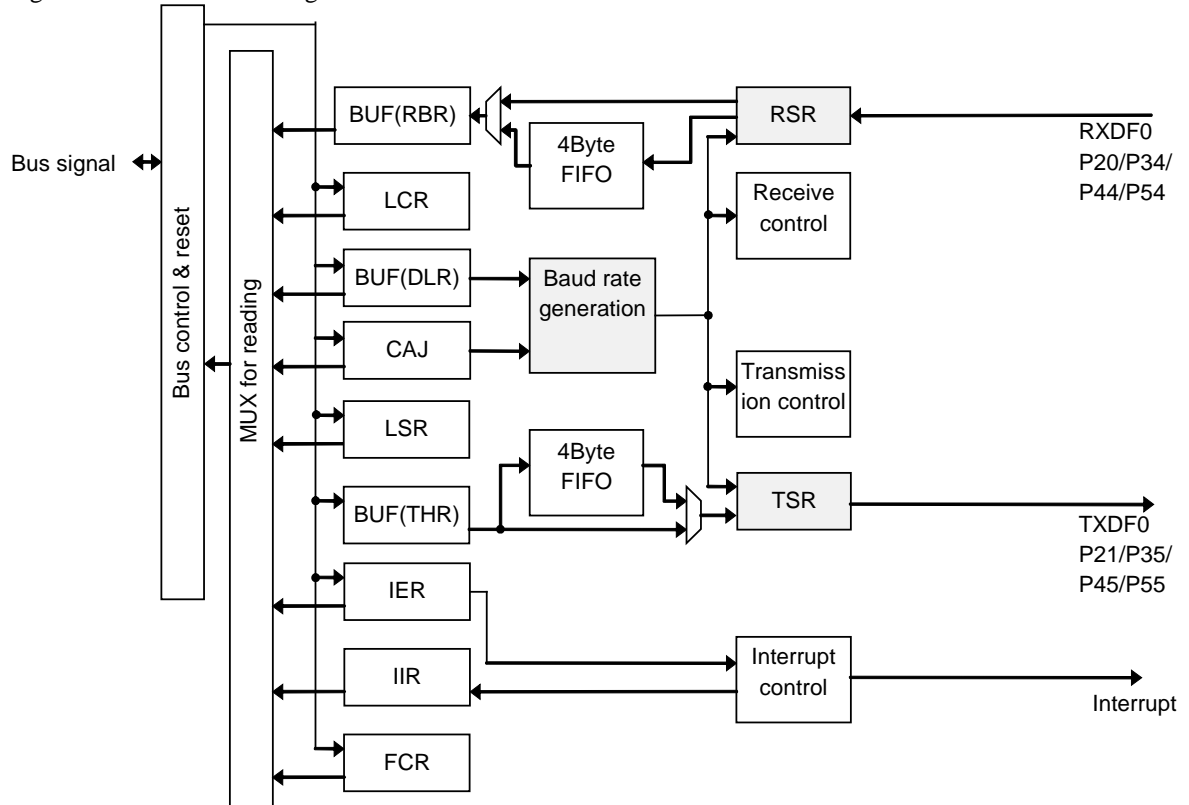 Bus signal
Bus control & reset
MUX for reading
BUF(RBR)
4Byte
FIFO
RSR
RXDF0
P20/P34/
P44/P54
LCR
Receive
control
BUF(DLR)
Baud rate
generation
CAJ
Transmiss
ion control
LSR
4Byte
FIFO
BUF(THR)
TSR
TXDF0
P21/P35/
P45/P55
IER
IIR
Interrupt
control
Interrupt
FCR